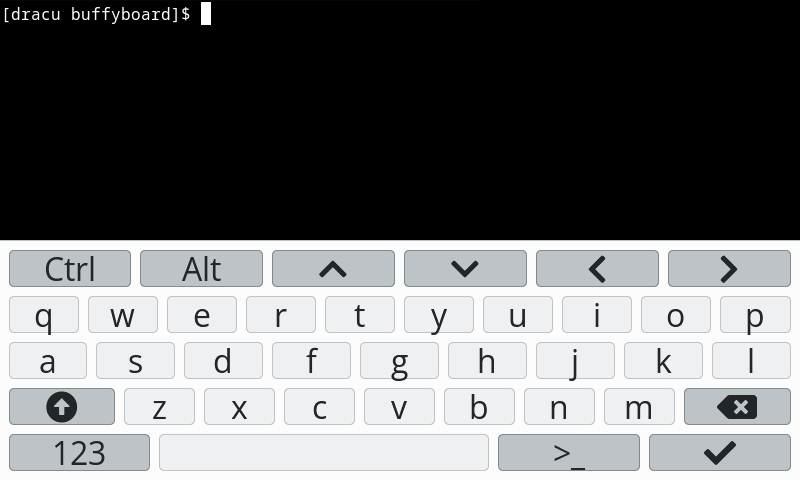 [dracu buffyboard]$
Ctrl Alt
q w e r t y u i o p
a s d f g h j k l
z x c v b n m
123 >_